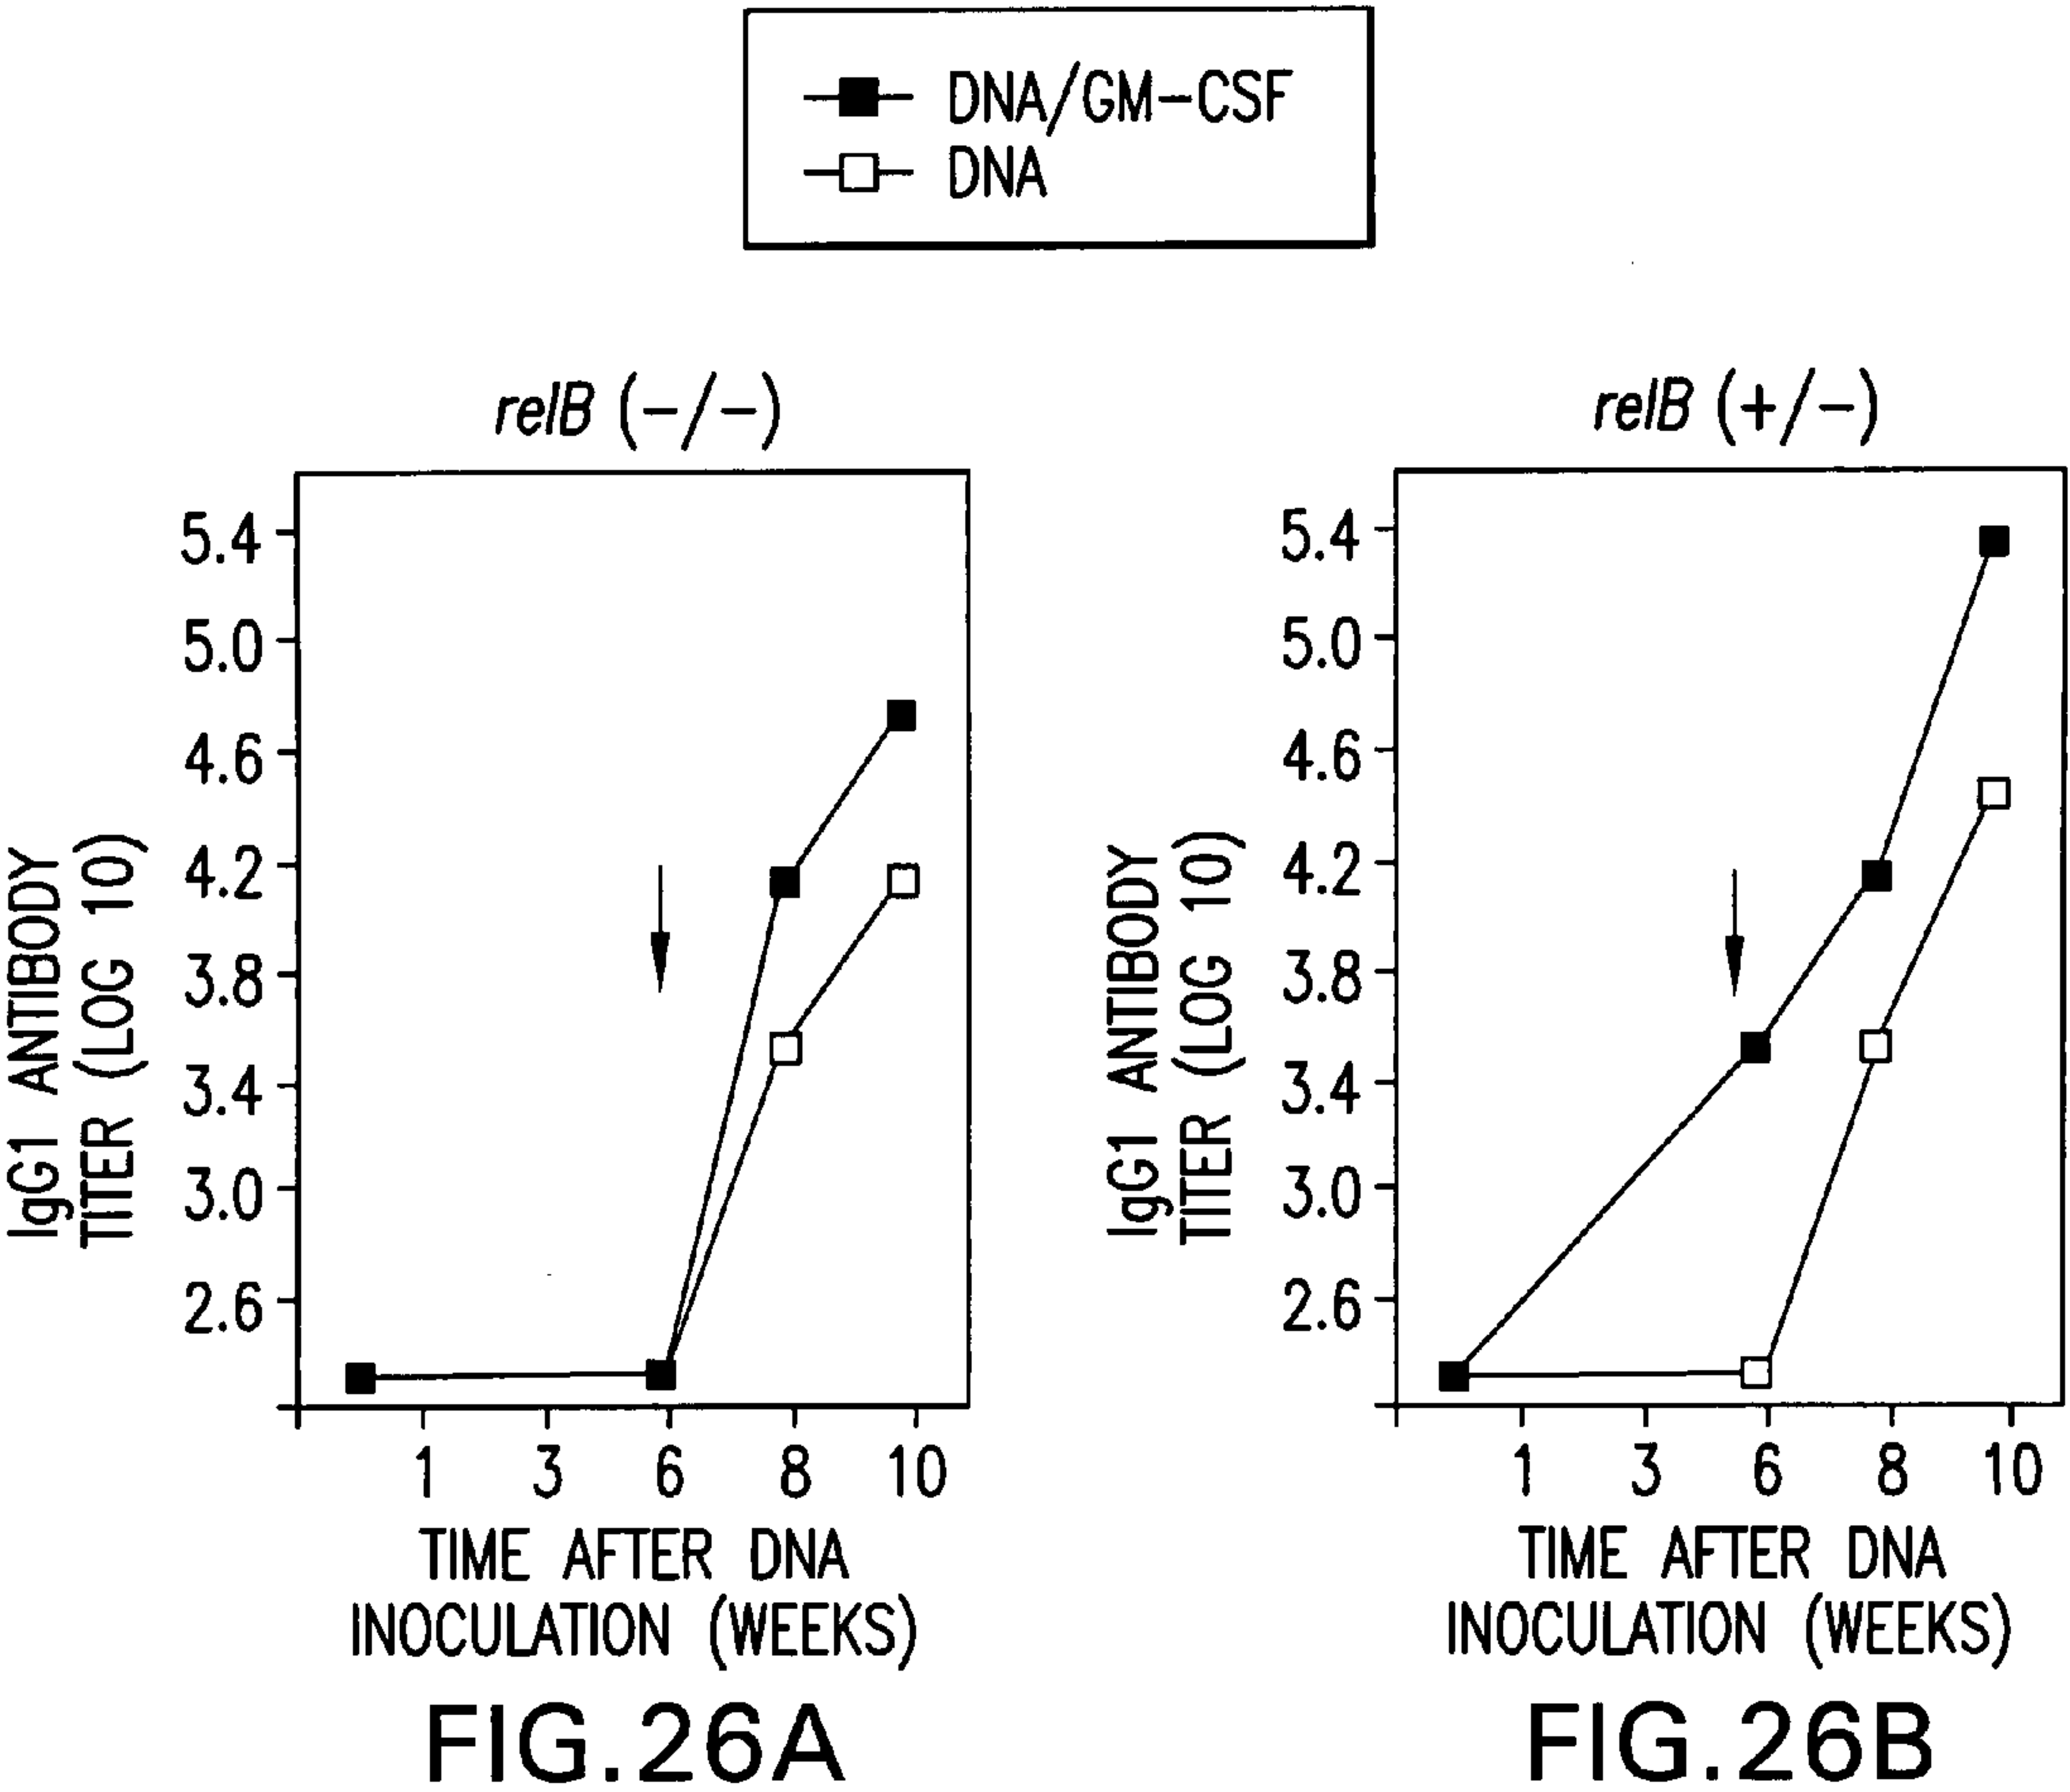 DNA/GM-CSF
DNA
relB (-/-)
5.4
5.0
4.6
4.2
3.8
3.4
3.0
2.6
IgG1 ANTIBODY
TITER (LOG 10)
1 3 6 8 10
TIME AFTER DNA
INOCULATION (WEEKS)
FIG.26A
relB (+/-)
5.4
5.0
4.6
4.2
3.8
3.4
3.0
2.6
IgG1 ANTIBODY
TITER (LOG 10)
1 3 6 8 10
TIME AFTER DNA
INOCULATION (WEEKS)
FIG.26B